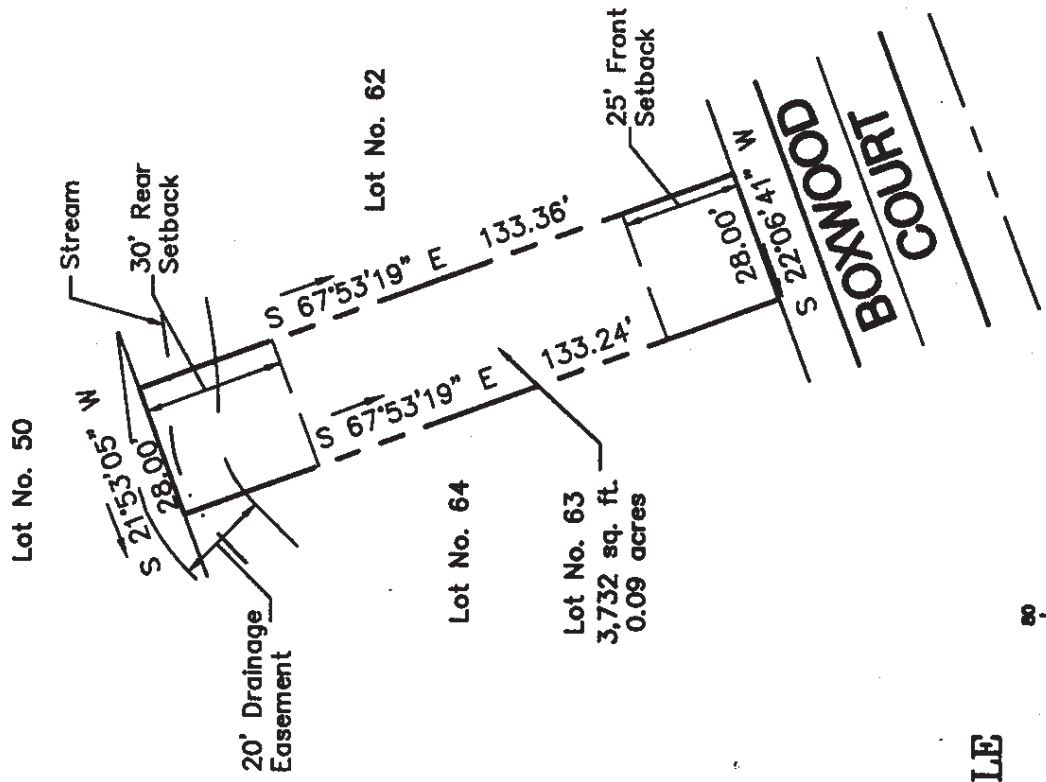 Lot No. 50
Stream
30' Rear
Setback
S 21°53'05" W
28.00'
Lot No. 62
20' Drainage
Easement
S 67°53'19" E 133.36'
S 67°53'19" E 133.24'
25' Front
Setback
Lot No. 64
Lot No. 63
3,732 sq. ft.
0.09 acres
28.00'
S 22°06'41" W
BOXWOOD
COURT
80
LE